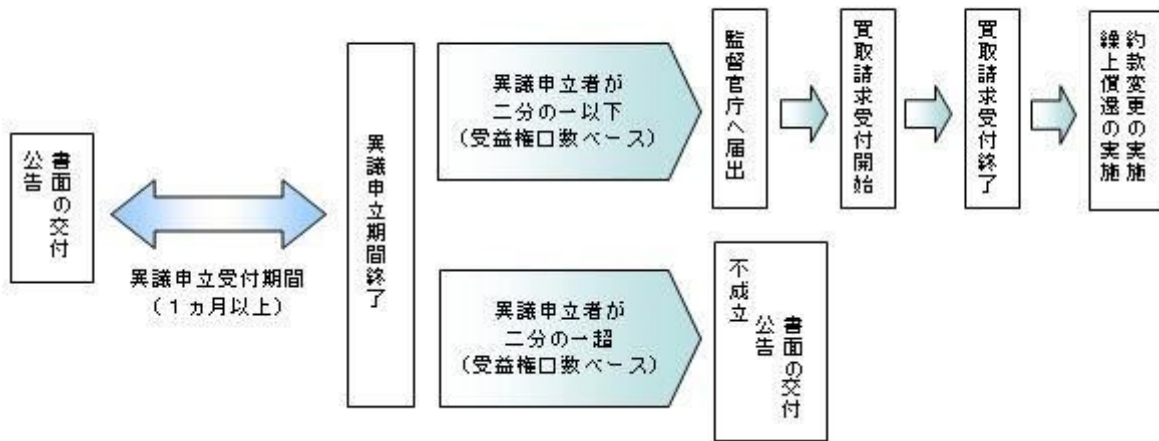 書面の交付
公告
異議申立受付期間
（１ヵ月以上）
異議申立期間終了
異議申立者が
二分の一以下
（受益権口数ベース）
監督官庁へ届出
買取請求受付開始
買取請求受付終了
約款変更の実施
繰上償還の実施
異議申立者が
二分の一超
（受益権口数ベース）
不成立
書面の交付
公告